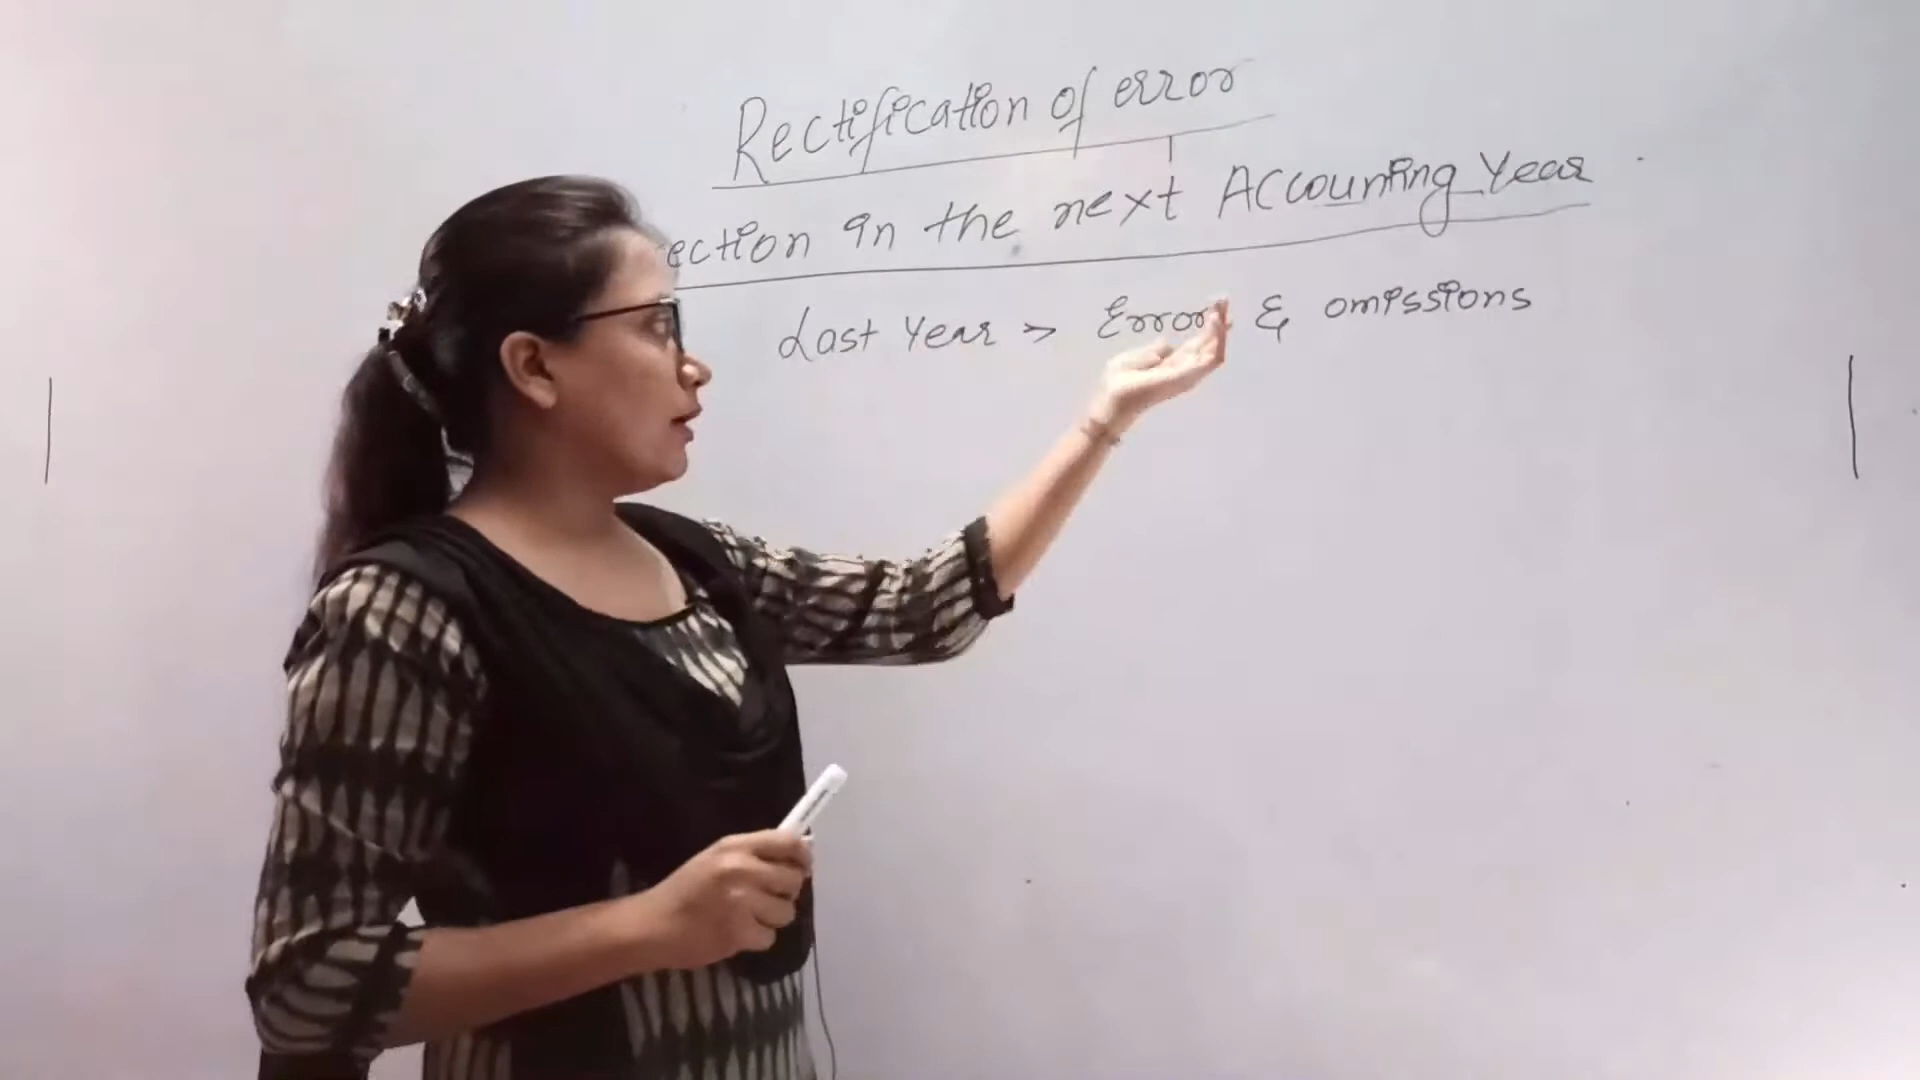 Rectification of error
ection in the next Accounting Year
Last Year > Error & omissions